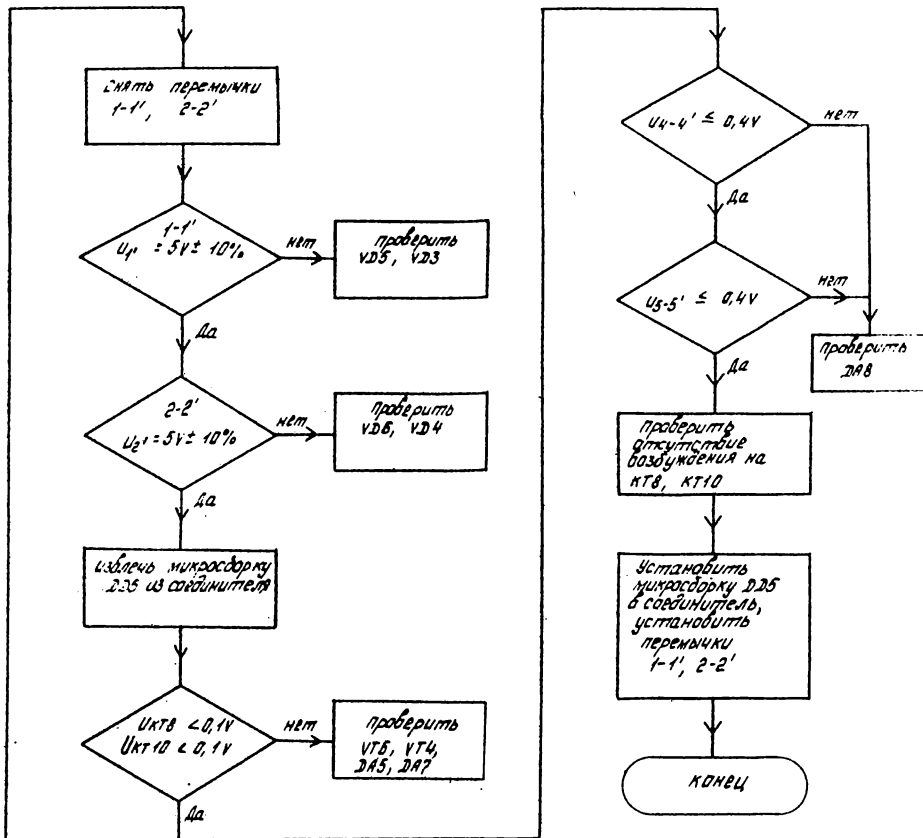 Снять перемычки
1-1', 2-2'
1-1'
U1' = 5V ± 10%
нет
проверить
VD5, VD3
Да
2-2'
U2' = 5V ± 10%
нет
проверить
VD6, VD4
Да
извлечь микросборку
DD5 из соединителя
UКТ8 < 0,1V
UКТ10 < 0,1V
нет
проверить
VT6, VT4,
DA5, DA7
Да
U4-4' ≤ 0,4V
нет
Да
U5-5' ≤ 0,4V
нет
проверить
DA8
Да
проверить
отсутствие
возбуждения на
КТ8, КТ10
Установить
микросборку DD5
в соединитель,
установить
перемычки
1-1', 2-2'
конец